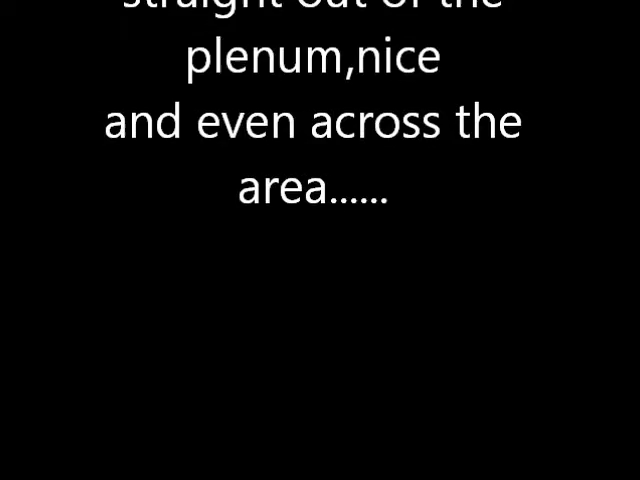 straight out of the
plenum,nice
and even across the
area......